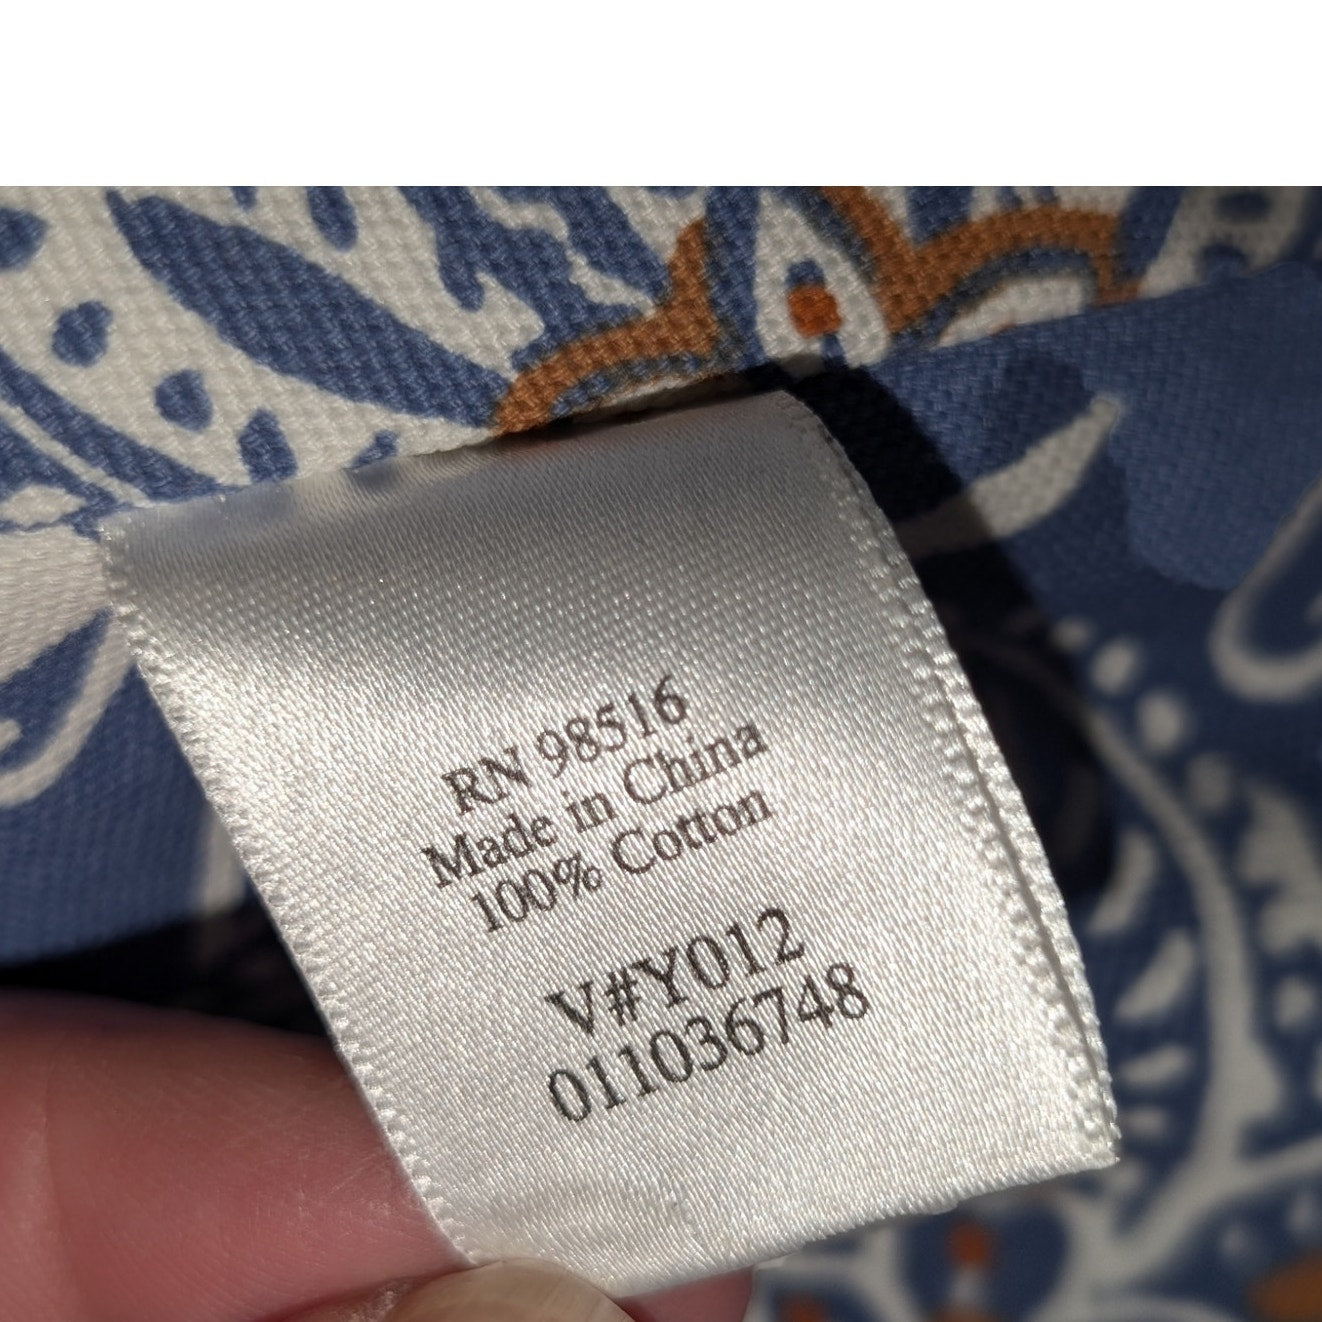 RN 98516
Made in China
100% Cotton
V#Y012
011036748